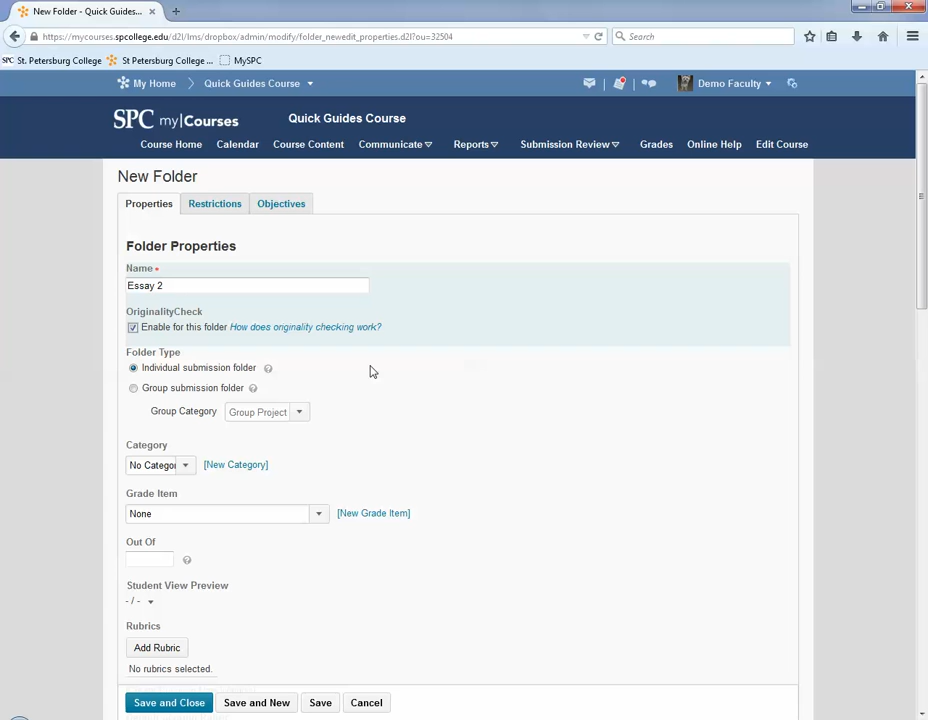 New Folder - Quick Guides...
https://mycourses.spcollege.edu/d2l/lms/dropbox/admin/modify/folder_newedit_properties.d2l?ou=32504
Search
SPC St. Petersburg College
St Petersburg College ...
MySPC
My Home
Quick Guides Course
Demo Faculty
SPC my|Courses
Quick Guides Course
Course Home
Calendar
Course Content
Communicate
Reports
Submission Review
Grades
Online Help
Edit Course
New Folder
Properties
Restrictions
Objectives
Folder Properties
Name
Essay 2
OriginalityCheck
Enable for this folder How does originality checking work?
Folder Type
Individual submission folder ?
Group submission folder ?
Group Category Group Project
Category
No Categor [New Category]
Grade Item
None [New Grade Item]
Out Of
?
Student View Preview
- / -
Rubrics
Add Rubric
No rubrics selected.
Save and Close
Save and New
Save
Cancel